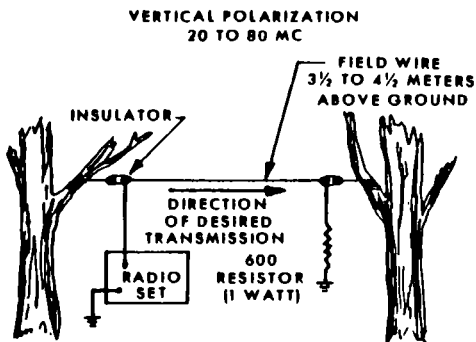 VERTICAL POLARIZATION
20 TO 80 MC
FIELD WIRE
3½ TO 4½ METERS
ABOVE GROUND
INSULATOR
DIRECTION
OF DESIRED
TRANSMISSION
600
RESISTOR
(1 WATT)
RADIO
SET